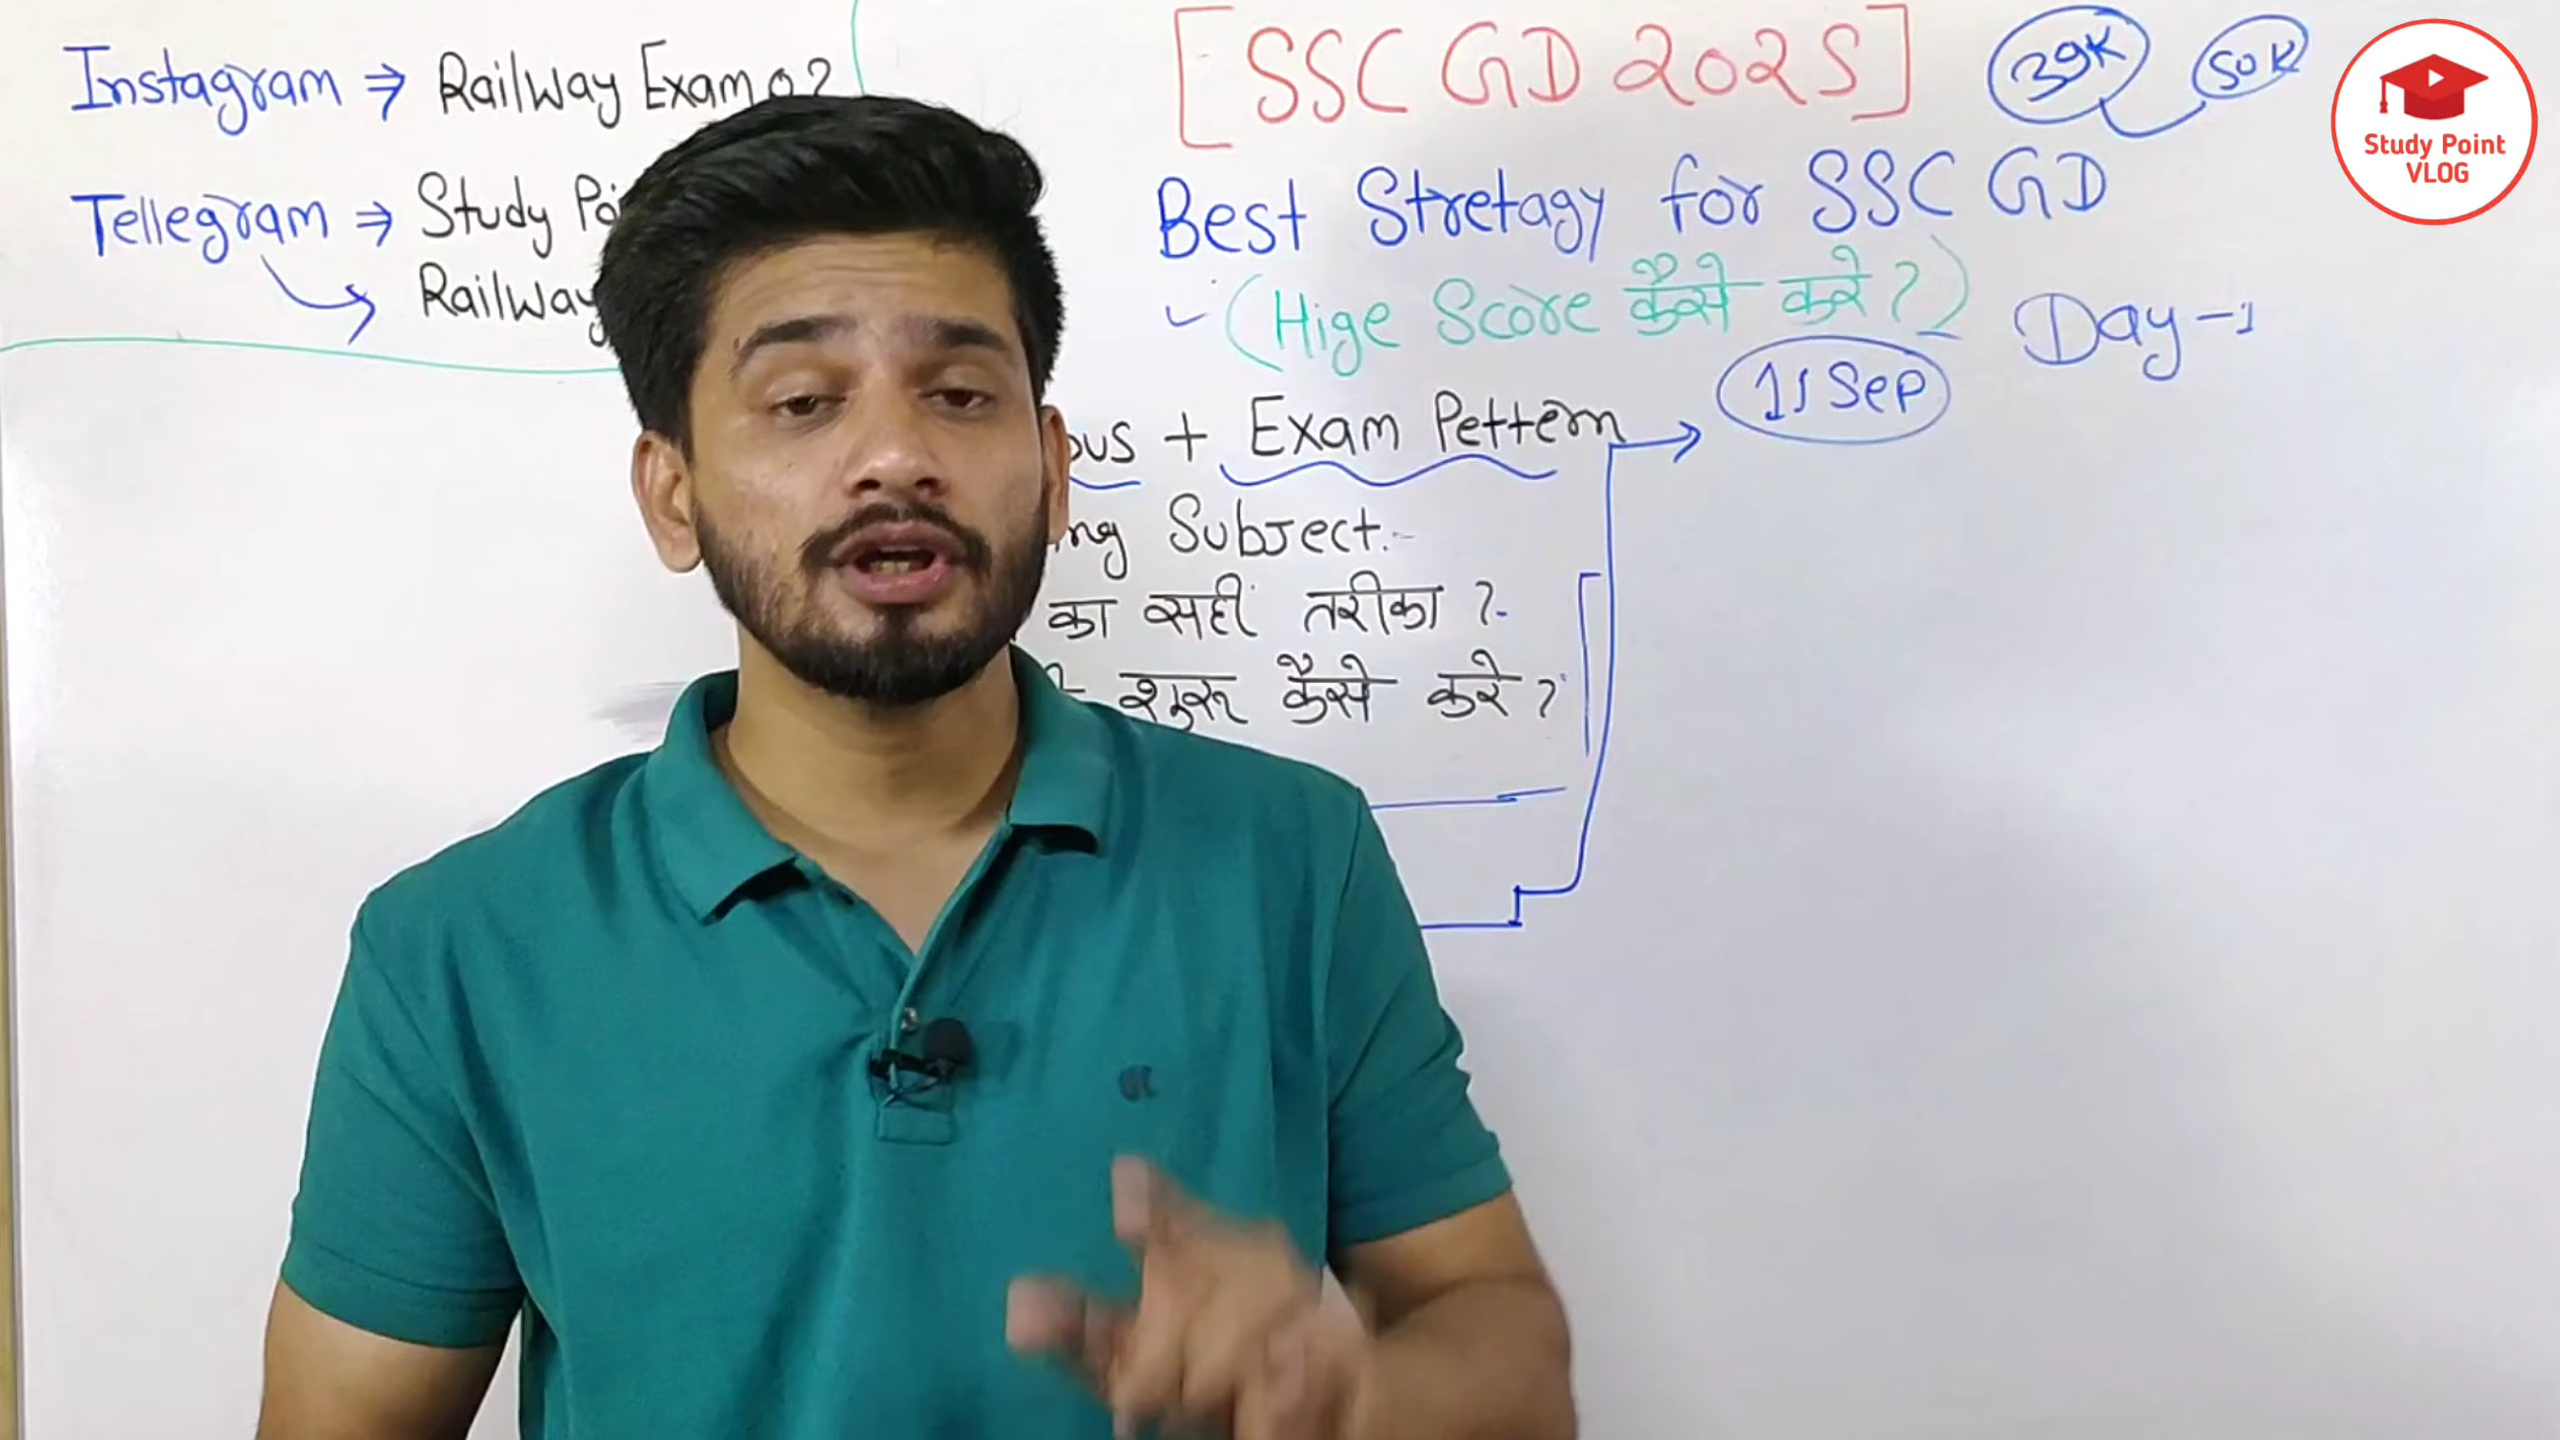 Instagram ⇒ Railway Exam 02
Tellegram ⇒ Study
Railway
[SSC GD 2025]
39K
50K
Study Point
VLOG
Best Stretagy for SSC GD
(Hige Score कैसे करे?)
Day-1
+ Exam Pettern → 11 Sep
Subject.
का सही तरीका ?
शुरू कैसे करे ?